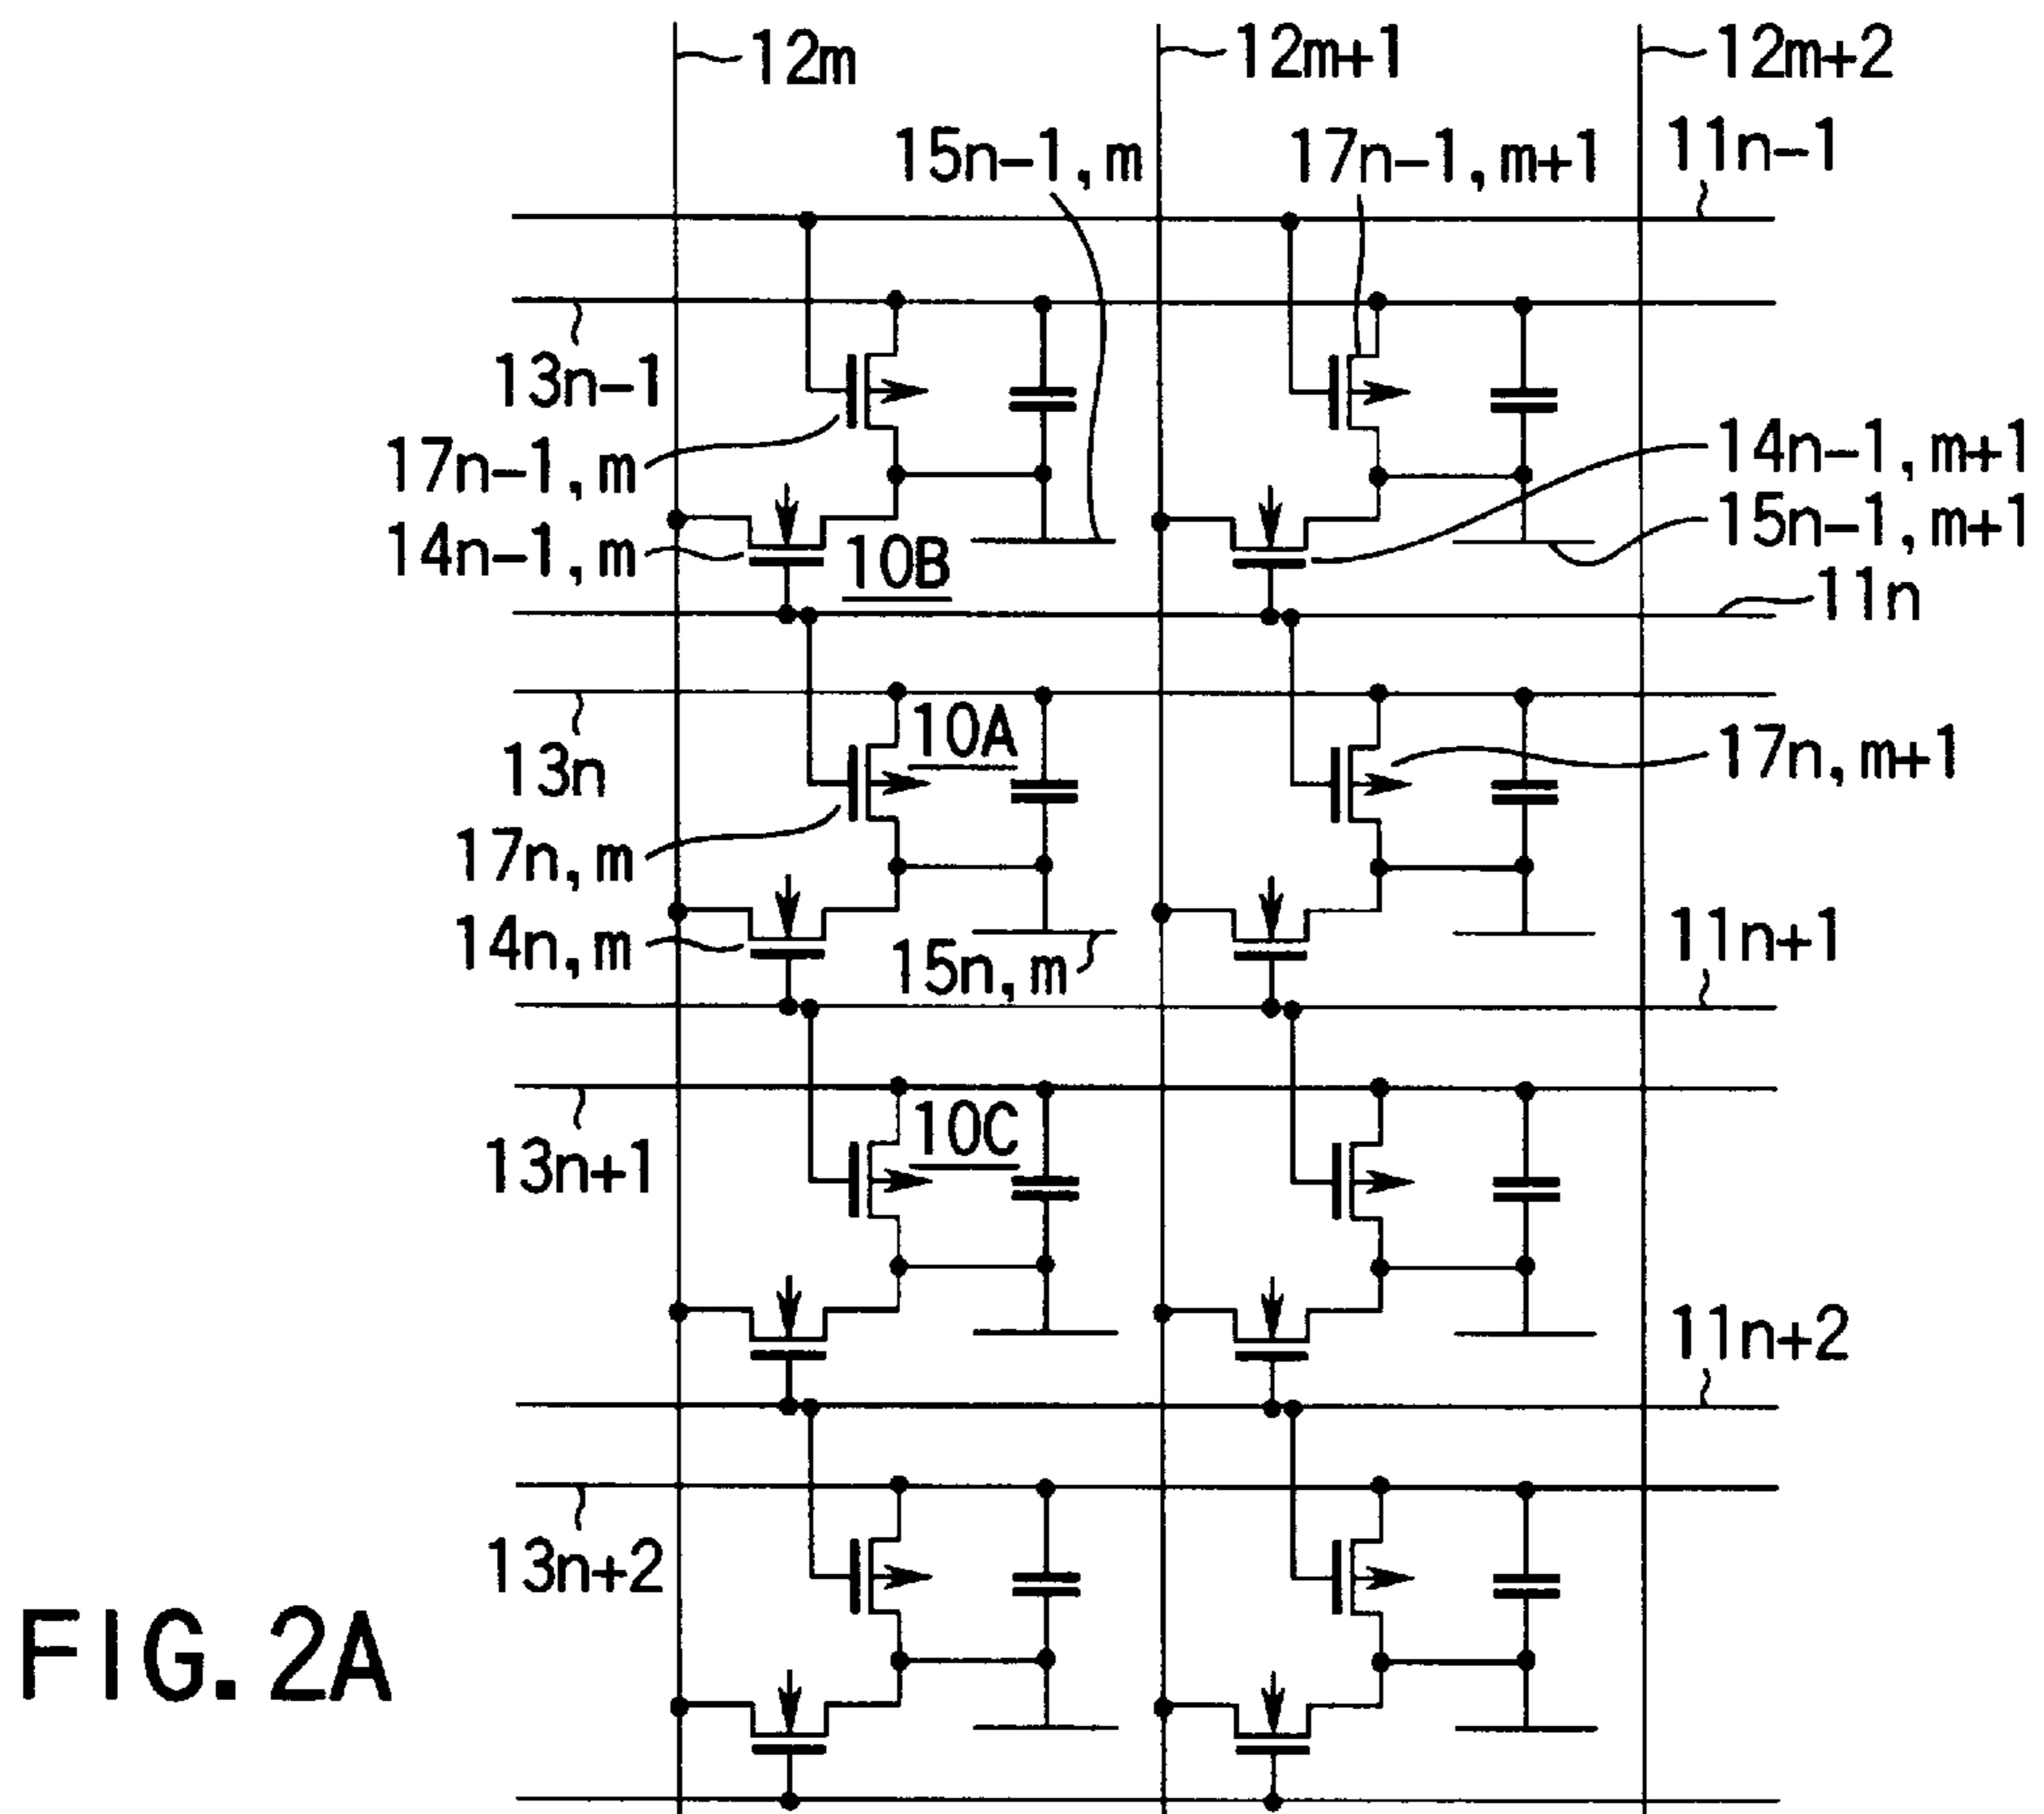 12m
12m+1
12m+2
15n-1,m
17n-1,m+1
11n-1
13n-1
17n-1,m
14n-1,m+1
14n-1,m
10B
15n-1,m+1
11n
13n
10A
17n,m+1
17n,m
14n,m
15n,m
11n+1
13n+1
10C
11n+2
13n+2
FIG.2A